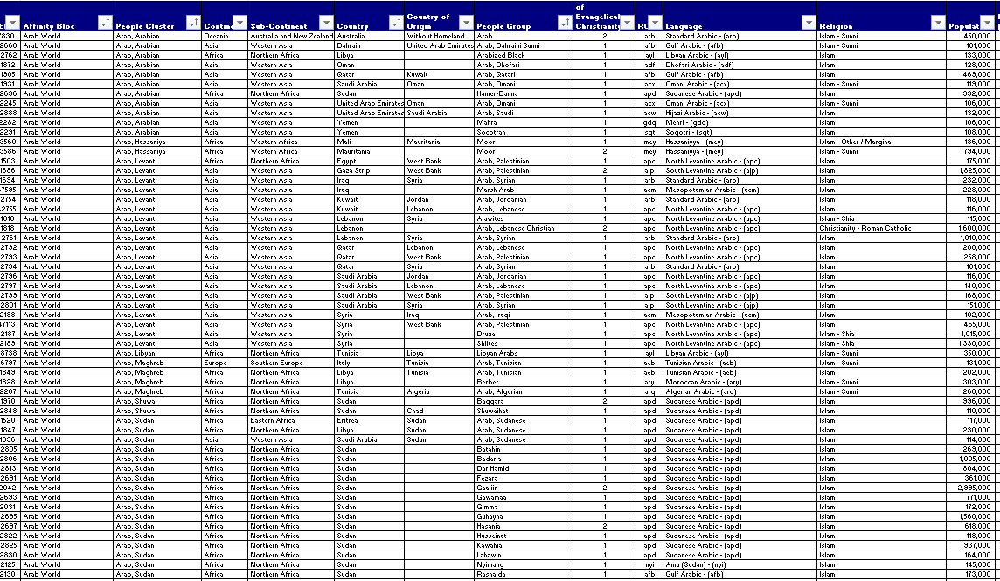 of
Country of Evangelical
Affinity Bloc People Cluster Contine Sub-Continent Country Origin People Group Christianity RO Language Religion Populat
7830 Arab World Arab, Arabian Oceania Australia and New Zealand Australia Without Homeland Arab 2 arb Standard Arabic - (arb) Islam - Sunni 450,000
2660 Arab World Arab, Arabian Asia Western Asia Bahrain United Arab Emirates Arab, Bahraini Sunni 1 afb Gulf Arabic - (afb) Islam - Sunni 101,000
2762 Arab World Arab, Arabian Africa Northern Africa Libya Arabized Black 1 ayl Libyan Arabic - (ayl) Islam 133,000
1872 Arab World Arab, Arabian Asia Western Asia Oman Arab, Dhofari 1 adf Dhofari Arabic - (adf) Islam 128,000
1905 Arab World Arab, Arabian Asia Western Asia Qatar Kuwait Arab, Qatari 1 afb Gulf Arabic - (afb) Islam 469,000
1931 Arab World Arab, Arabian Asia Western Asia Saudi Arabia Oman Arab, Omani 1 acx Omani Arabic - (acx) Islam - Sunni 119,000
2696 Arab World Arab, Arabian Africa Northern Africa Sudan Hamer-Banna 1 apd Sudanese Arabic - (apd) Islam 392,000
2245 Arab World Arab, Arabian Asia Western Asia United Arab Emirates Oman Arab, Omani 1 acx Omani Arabic - (acx) Islam - Sunni 106,000
2888 Arab World Arab, Arabian Asia Western Asia United Arab Emirates Saudi Arabia Arab, Saudi 1 acw Hijazi Arabic - (acw) Islam 132,000
2282 Arab World Arab, Arabian Asia Western Asia Yemen Mahra 1 gdq Mehri - (gdq) Islam 106,000
2291 Arab World Arab, Arabian Asia Western Asia Yemen Socotran 1 sqt Soqotri - (sqt) Islam 108,000
3560 Arab World Arab, Hassaniya Africa Western Africa Mali Mauritania Moor 1 mey Hassaniyya - (mey) Islam - Other / Marginal 136,000
3586 Arab World Arab, Hassaniya Africa Western Africa Mauritania Moor 2 mey Hassaniyya - (mey) Islam - Sunni 794,000
1503 Arab World Arab, Levant Africa Northern Africa Egypt West Bank Arab, Palestinian 1 apc North Levantine Arabic - (apc) Islam 175,000
1686 Arab World Arab, Levant Asia Western Asia Gaza Strip West Bank Arab, Palestinian 2 ajp South Levantine Arabic - (ajp) Islam 1,825,000
1694 Arab World Arab, Levant Asia Western Asia Iraq Syria Arab, Syrian 1 arb Standard Arabic - (arb) Islam 232,000
7595 Arab World Arab, Levant Asia Western Asia Iraq Marsh Arab 1 acm Mesopotamian Arabic - (acm) Islam 228,000
2754 Arab World Arab, Levant Asia Western Asia Kuwait Jordan Arab, Jordanian 1 arb Standard Arabic - (arb) Islam 118,000
2755 Arab World Arab, Levant Asia Western Asia Kuwait Lebanon Arab, Lebanese 1 apc North Levantine Arabic - (apc) Islam 116,000
1810 Arab World Arab, Levant Asia Western Asia Lebanon Syria Alawites 1 apc North Levantine Arabic - (apc) Islam - Shia 115,000
1818 Arab World Arab, Levant Asia Western Asia Lebanon Arab, Lebanese Christian 2 apc North Levantine Arabic - (apc) Christianity - Roman Catholic 1,600,000
2761 Arab World Arab, Levant Asia Western Asia Lebanon Syria Arab, Syrian 1 arb Standard Arabic - (arb) Islam 1,010,000
2792 Arab World Arab, Levant Asia Western Asia Qatar Lebanon Arab, Lebanese 1 apc North Levantine Arabic - (apc) Islam 200,000
2793 Arab World Arab, Levant Asia Western Asia Qatar West Bank Arab, Palestinian 1 apc North Levantine Arabic - (apc) Islam 258,000
2794 Arab World Arab, Levant Asia Western Asia Qatar Syria Arab, Syrian 1 arb Standard Arabic - (arb) Islam 181,000
2796 Arab World Arab, Levant Asia Western Asia Saudi Arabia Jordan Arab, Jordanian 1 apc North Levantine Arabic - (apc) Islam 116,000
2797 Arab World Arab, Levant Asia Western Asia Saudi Arabia Lebanon Arab, Lebanese 1 apc North Levantine Arabic - (apc) Islam 140,000
2799 Arab World Arab, Levant Asia Western Asia Saudi Arabia West Bank Arab, Palestinian 1 ajp South Levantine Arabic - (ajp) Islam 168,000
2801 Arab World Arab, Levant Asia Western Asia Saudi Arabia Syria Arab, Syrian 1 ajp South Levantine Arabic - (ajp) Islam 151,000
2188 Arab World Arab, Levant Asia Western Asia Syria Iraq Arab, Iraqi 1 acm Mesopotamian Arabic - (acm) Islam 102,000
47113 Arab World Arab, Levant Asia Western Asia Syria West Bank Arab, Palestinian 1 apc North Levantine Arabic - (apc) Islam 465,000
2187 Arab World Arab, Levant Asia Western Asia Syria Druze 1 apc North Levantine Arabic - (apc) Islam - Shia 1,015,000
2189 Arab World Arab, Levant Asia Western Asia Syria Shiites 1 apc North Levantine Arabic - (apc) Islam - Shia 1,330,000
8738 Arab World Arab, Libyan Africa Northern Africa Tunisia Libya Libyan Arabs 1 ayl Libyan Arabic - (ayl) Islam - Sunni 350,000
6797 Arab World Arab, Maghreb Europe Southern Europe Italy Tunisia Arab, Tunisian 1 aeb Tunisian Arabic - (aeb) Islam - Sunni 131,000
1849 Arab World Arab, Maghreb Africa Northern Africa Libya Tunisia Arab, Tunisian 1 aeb Tunisian Arabic - (aeb) Islam 202,000
1828 Arab World Arab, Maghreb Africa Northern Africa Libya Berber 1 ary Moroccan Arabic - (ary) Islam - Sunni 303,000
2207 Arab World Arab, Maghreb Africa Northern Africa Tunisia Algeria Arab, Algerian 1 arq Algerian Arabic - (arq) Islam - Sunni 260,000
1970 Arab World Arab, Shuwa Africa Northern Africa Sudan Baggara 2 apd Sudanese Arabic - (apd) Islam 996,000
2848 Arab World Arab, Shuwa Africa Northern Africa Sudan Chad Shuweihat 1 apd Sudanese Arabic - (apd) Islam 110,000
1520 Arab World Arab, Sudan Africa Eastern Africa Eritrea Sudan Arab, Sudanese 1 apd Sudanese Arabic - (apd) Islam 117,000
1847 Arab World Arab, Sudan Africa Northern Africa Libya Sudan Arab, Sudanese 1 apd Sudanese Arabic - (apd) Islam 230,000
1936 Arab World Arab, Sudan Asia Western Asia Saudi Arabia Sudan Arab, Sudanese 1 apd Sudanese Arabic - (apd) Islam 114,000
2805 Arab World Arab, Sudan Africa Northern Africa Sudan Batahin 1 apd Sudanese Arabic - (apd) Islam 269,000
2806 Arab World Arab, Sudan Africa Northern Africa Sudan Bederia 1 apd Sudanese Arabic - (apd) Islam 1,005,000
2813 Arab World Arab, Sudan Africa Northern Africa Sudan Dar Hamid 1 apd Sudanese Arabic - (apd) Islam 804,000
2691 Arab World Arab, Sudan Africa Northern Africa Sudan Fezara 1 apd Sudanese Arabic - (apd) Islam 361,000
2042 Arab World Arab, Sudan Africa Northern Africa Sudan Gaaliin 2 apd Sudanese Arabic - (apd) Islam 2,995,000
2693 Arab World Arab, Sudan Africa Northern Africa Sudan Gawamaa 1 apd Sudanese Arabic - (apd) Islam 771,000
2031 Arab World Arab, Sudan Africa Northern Africa Sudan Gimma 1 apd Sudanese Arabic - (apd) Islam 172,000
2695 Arab World Arab, Sudan Africa Northern Africa Sudan Guhayna 1 apd Sudanese Arabic - (apd) Islam 1,560,000
2697 Arab World Arab, Sudan Africa Northern Africa Sudan Hasania 2 apd Sudanese Arabic - (apd) Islam 618,000
2822 Arab World Arab, Sudan Africa Northern Africa Sudan Husseinat 1 apd Sudanese Arabic - (apd) Islam 118,000
2825 Arab World Arab, Sudan Africa Northern Africa Sudan Kawahia 1 apd Sudanese Arabic - (apd) Islam 937,000
2830 Arab World Arab, Sudan Africa Northern Africa Sudan Lahawin 1 apd Sudanese Arabic - (apd) Islam 164,000
2125 Arab World Arab, Sudan Africa Northern Africa Sudan Nyimang 1 nyi Ama (Sudan) - (nyi) Islam 145,000
2130 Arab World Arab, Sudan Africa Northern Africa Sudan Rashaida 1 afb Gulf Arabic - (afb) Islam 173,000